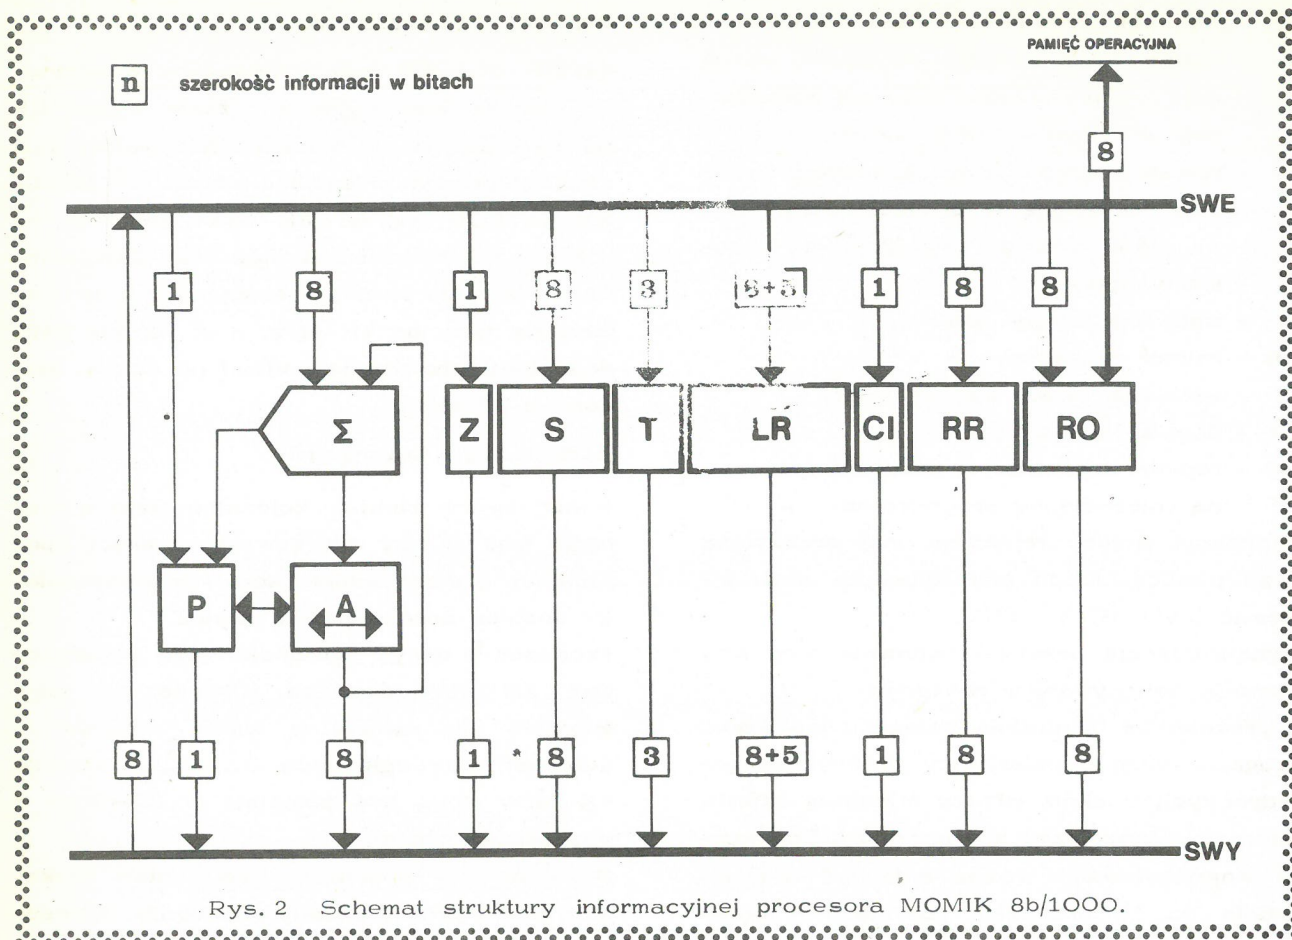 PAMIĘĆ OPERACYJNA
n szerokość informacji w bitach
8
SWE
1 8 1 8 3 8+5 1 8 8
Σ Z S T LR CI RR RO
P A
8 1 8 1 8 3 8+5 1 8 8
SWY
Rys. 2 Schemat struktury informacyjnej procesora MOMIK 8b/1000.